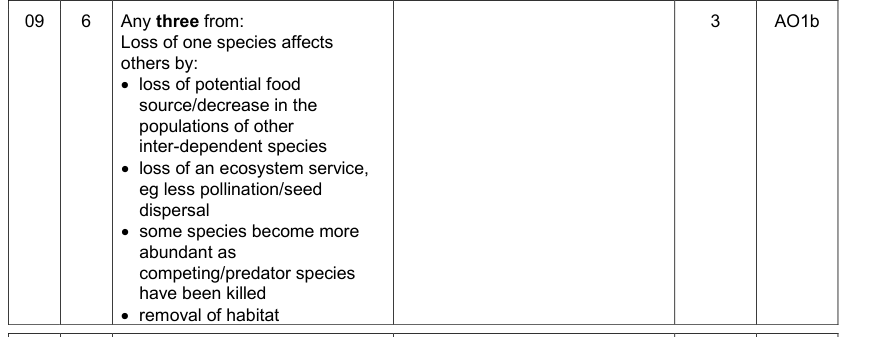 09 6 Any three from: 3 AO1b
Loss of one species affects
others by:
• loss of potential food
source/decrease in the
populations of other
inter-dependent species
• loss of an ecosystem service,
eg less pollination/seed
dispersal
• some species become more
abundant as
competing/predator species
have been killed
• removal of habitat